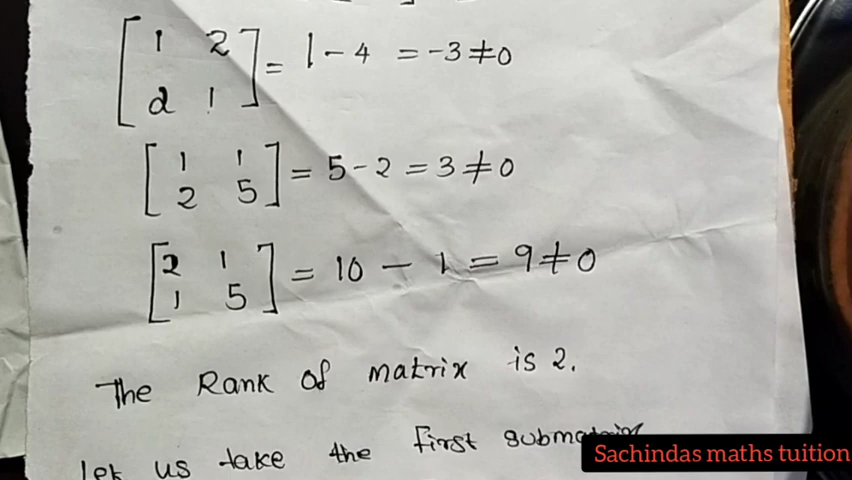 [1 2
2 1] = 1 - 4 = -3 ≠ 0
[1 1
2 5] = 5 - 2 = 3 ≠ 0
[2 1
1 5] = 10 - 1 = 9 ≠ 0
The Rank of matrix is 2.
let us take the first submatrix
Sachindas maths tuition